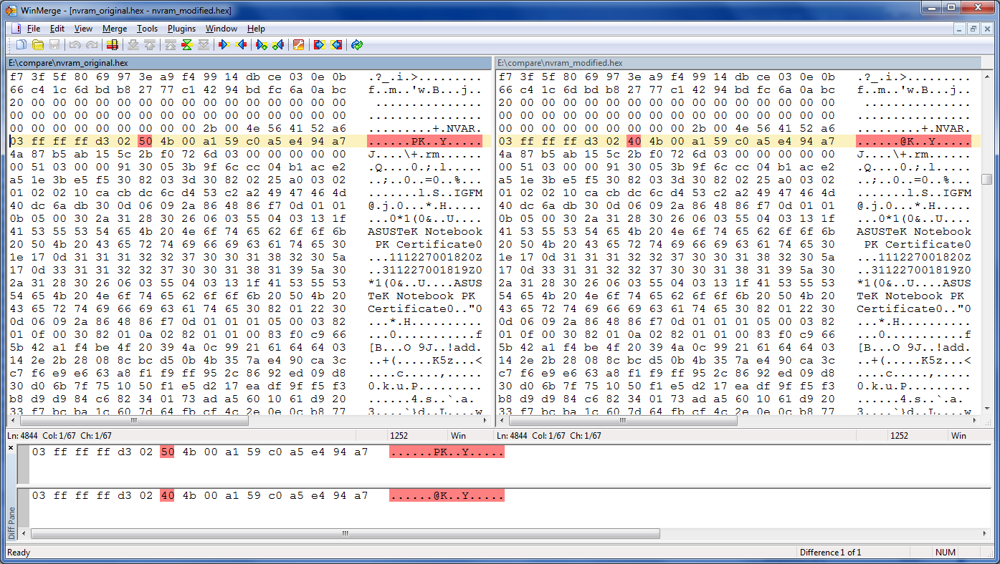 WinMerge - [nvram_original.hex - nvram_modified.hex]
File Edit View Merge Tools Plugins Window Help
E:\compare\nvram_original.hex E:\compare\nvram_modified.hex
f7 3f 5f 80 69 97 3e a9 f4 99 14 db ce 03 0e 0b .?_.i.>......... f7 3f 5f 80 69 97 3e a9 f4 99 14 db ce 03 0e 0b .?_.i.>.........
66 c4 1c 6d bd b8 27 77 c1 42 94 bd fc 6a 0a bc f..m..'w.B...j.. 66 c4 1c 6d bd b8 27 77 c1 42 94 bd fc 6a 0a bc f..m..'w.B...j..
20 00 00 00 00 00 00 00 00 00 00 00 00 00 00 00 ............... 20 00 00 00 00 00 00 00 00 00 00 00 00 00 00 00 ...............
00 00 00 00 00 00 00 00 00 00 00 00 00 00 00 00 ................ 00 00 00 00 00 00 00 00 00 00 00 00 00 00 00 00 ................
00 00 00 00 00 00 00 00 00 2b 00 4e 56 41 52 a6 .........+.NVAR. 00 00 00 00 00 00 00 00 00 2b 00 4e 56 41 52 a6 .........+.NVAR.
03 ff ff ff d3 02 50 4b 00 a1 59 c0 a5 e4 94 a7 ......PK..Y..... 03 ff ff ff d3 02 40 4b 00 a1 59 c0 a5 e4 94 a7 ......@K..Y.....
4a 87 b5 ab 15 5c 2b f0 72 6d 03 00 00 00 00 00 J....\+.rm...... 4a 87 b5 ab 15 5c 2b f0 72 6d 03 00 00 00 00 00 J....\+.rm......
00 51 03 00 00 91 30 05 3b 9f 6c cc 04 b1 ac e2 .Q....0.;.l..... 00 51 03 00 00 91 30 05 3b 9f 6c cc 04 b1 ac e2 .Q....0.;.l.....
a5 1e 3b e5 f5 30 82 03 3d 30 82 02 25 a0 03 02 ..;..0..=0..%... a5 1e 3b e5 f5 30 82 03 3d 30 82 02 25 a0 03 02 ..;..0..=0..%...
01 02 02 10 ca cb dc 6c d4 53 c2 a2 49 47 46 4d .......l.S..IGFM 01 02 02 10 ca cb dc 6c d4 53 c2 a2 49 47 46 4d .......l.S..IGFM
40 dc 6a db 30 0d 06 09 2a 86 48 86 f7 0d 01 01 @.j.0...*.H..... 40 dc 6a db 30 0d 06 09 2a 86 48 86 f7 0d 01 01 @.j.0...*.H.....
0b 05 00 30 2a 31 28 30 26 06 03 55 04 03 13 1f ...0*1(0&..U.... 0b 05 00 30 2a 31 28 30 26 06 03 55 04 03 13 1f ...0*1(0&..U....
41 53 55 53 54 65 4b 20 4e 6f 74 65 62 6f 6f 6b ASUSTeK Notebook 41 53 55 53 54 65 4b 20 4e 6f 74 65 62 6f 6f 6b ASUSTeK Notebook
20 50 4b 20 43 65 72 74 69 66 69 63 61 74 65 30 PK Certificate0 20 50 4b 20 43 65 72 74 69 66 69 63 61 74 65 30 PK Certificate0
1e 17 0d 31 31 31 32 32 37 30 30 31 38 32 30 5a ...111227001820Z 1e 17 0d 31 31 31 32 32 37 30 30 31 38 32 30 5a ...111227001820Z
17 0d 33 31 31 32 32 37 30 30 31 38 31 39 5a 30 ..311227001819Z0 17 0d 33 31 31 32 32 37 30 30 31 38 31 39 5a 30 ..311227001819Z0
2a 31 28 30 26 06 03 55 04 03 13 1f 41 53 55 53 *1(0&..U....ASUS 2a 31 28 30 26 06 03 55 04 03 13 1f 41 53 55 53 *1(0&..U....ASUS
54 65 4b 20 4e 6f 74 65 62 6f 6f 6b 20 50 4b 20 TeK Notebook PK 54 65 4b 20 4e 6f 74 65 62 6f 6f 6b 20 50 4b 20 TeK Notebook PK
43 65 72 74 69 66 69 63 61 74 65 30 82 01 22 30 Certificate0.."0 43 65 72 74 69 66 69 63 61 74 65 30 82 01 22 30 Certificate0.."0
0d 06 09 2a 86 48 86 f7 0d 01 01 01 05 00 03 82 ...*.H.......... 0d 06 09 2a 86 48 86 f7 0d 01 01 01 05 00 03 82 ...*.H..........
01 0f 00 30 82 01 0a 02 82 01 01 00 83 f0 c9 66 ...0...........f 01 0f 00 30 82 01 0a 02 82 01 01 00 83 f0 c9 66 ...0...........f
5b 42 a1 f4 be 4f 20 39 4a 0c 99 21 61 64 64 03 [B...O 9J..!add. 5b 42 a1 f4 be 4f 20 39 4a 0c 99 21 61 64 64 03 [B...O 9J..!add.
14 2e 2b 28 08 8c bc d5 0b 4b 35 7a e4 90 ca 3c ..+(.....K5z...< 14 2e 2b 28 08 8c bc d5 0b 4b 35 7a e4 90 ca 3c ..+(.....K5z...<
c7 f6 e9 e6 63 a8 f1 f9 ff 95 2c 86 92 ed 09 d8 ....c.....,..... c7 f6 e9 e6 63 a8 f1 f9 ff 95 2c 86 92 ed 09 d8 ....c.....,.....
30 d0 6b 7f 75 10 50 f1 e5 d2 17 ea df 9f f5 f3 0.k.u.P......... 30 d0 6b 7f 75 10 50 f1 e5 d2 17 ea df 9f f5 f3 0.k.u.P.........
b8 d9 d9 84 c6 82 34 01 73 ad a5 60 10 61 d9 20 ......4.s..`.a. b8 d9 d9 84 c6 82 34 01 73 ad a5 60 10 61 d9 20 ......4.s..`.a.
33 f7 bc ba 1c 60 7d 64 fb cf 4c 2e 0e 0c b8 77 3....`}d..L....w 33 f7 bc ba 1c 60 7d 64 fb cf 4c 2e 0e 0c b8 77 3....`}d..L....w
Ln: 4844 Col: 1/67 Ch: 1/67 1252 Win Ln: 4844 Col: 1/67 Ch: 1/67 1252 Win
03 ff ff ff d3 02 50 4b 00 a1 59 c0 a5 e4 94 a7 ......PK..Y.....
03 ff ff ff d3 02 40 4b 00 a1 59 c0 a5 e4 94 a7 ......@K..Y.....
Diff Pane
Ready Difference 1 of 1 NUM